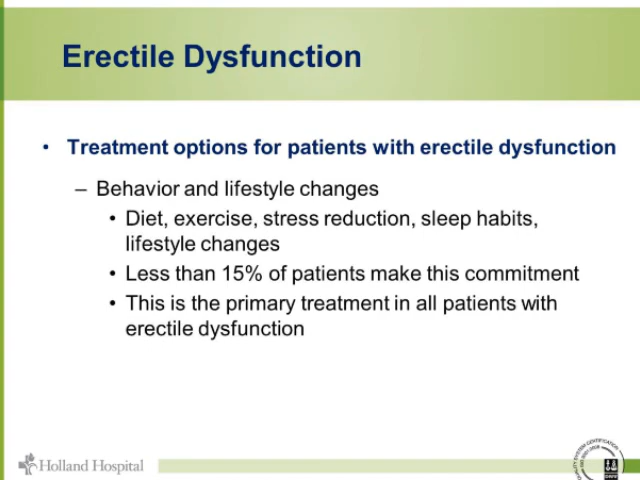 Erectile Dysfunction
• Treatment options for patients with erectile dysfunction
– Behavior and lifestyle changes
• Diet, exercise, stress reduction, sleep habits,
lifestyle changes
• Less than 15% of patients make this commitment
• This is the primary treatment in all patients with
erectile dysfunction
Holland Hospital